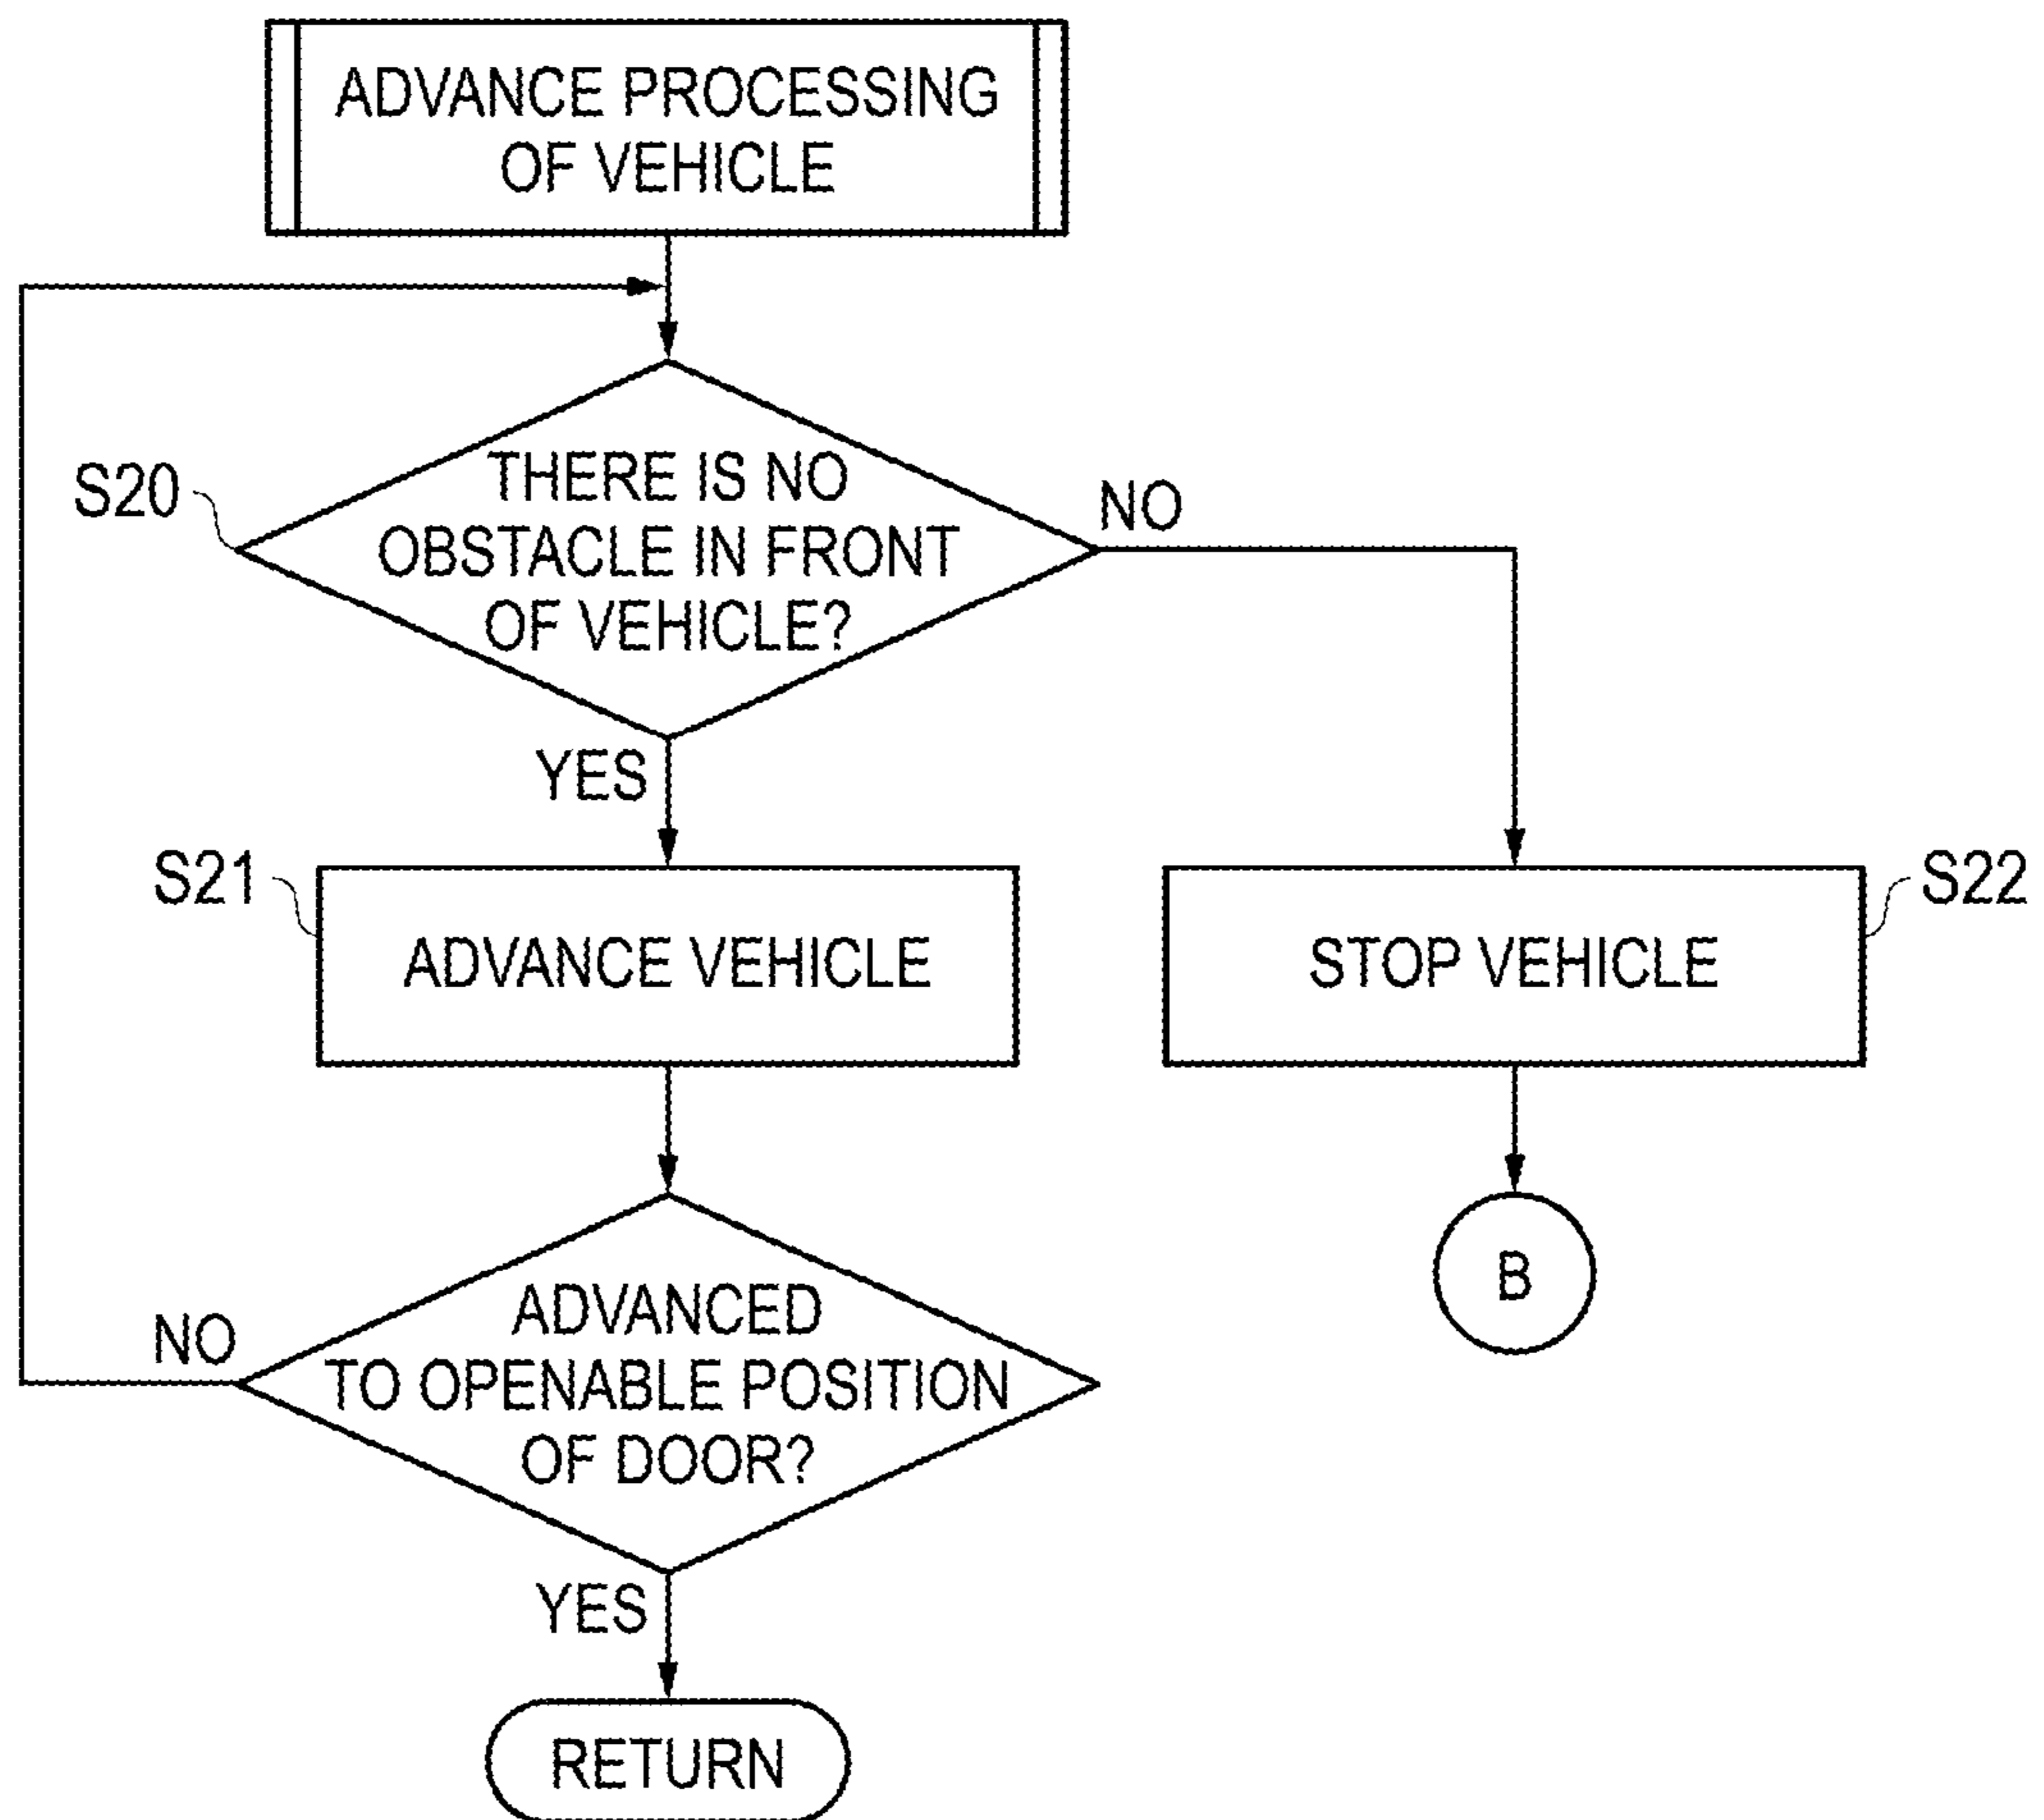 ADVANCE PROCESSING
OF VEHICLE
S20
THERE IS NO
OBSTACLE IN FRONT
OF VEHICLE?
NO
YES
S21
ADVANCE VEHICLE
STOP VEHICLE
S22
NO
ADVANCED
TO OPENABLE POSITION
OF DOOR?
B
YES
RETURN